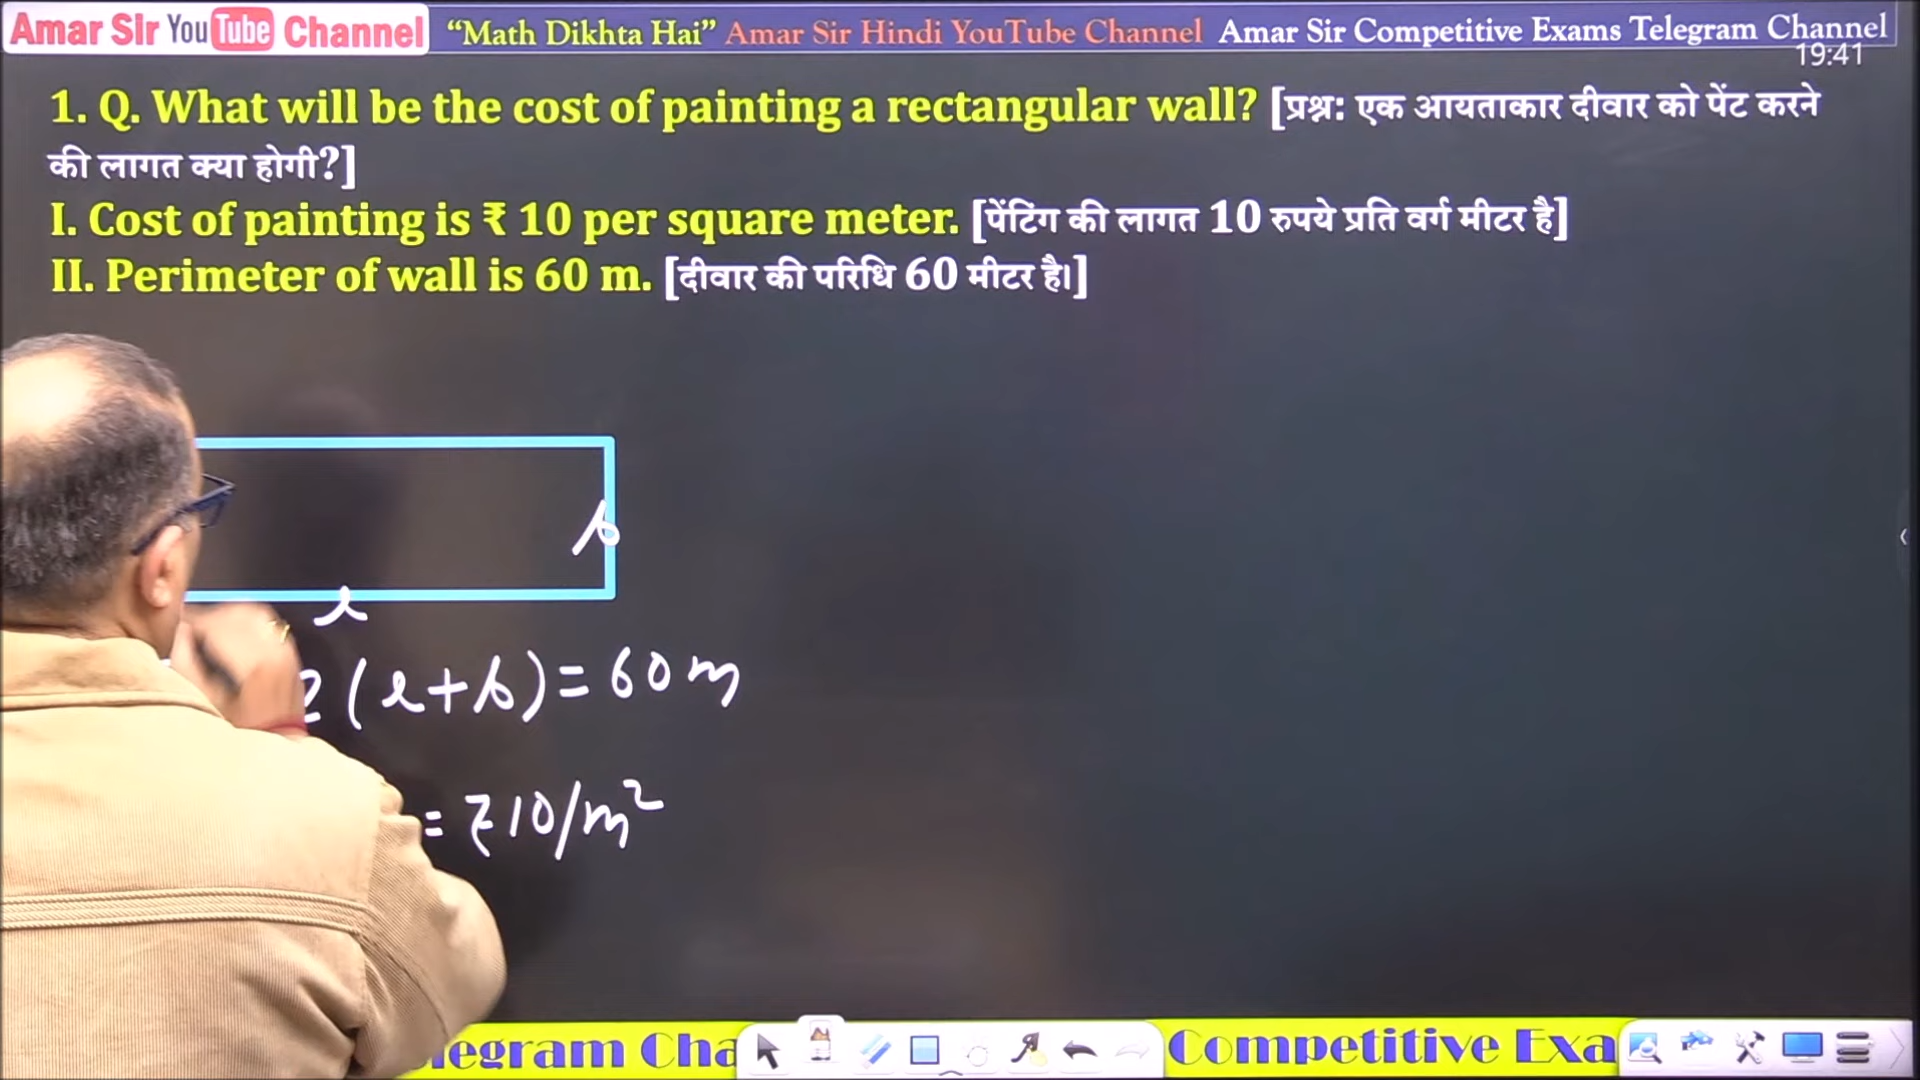 Amar Sir YouTube Channel "Math Dikhta Hai" Amar Sir Hindi YouTube Channel Amar Sir Competitive Exams Telegram Channel
19:41
1. Q. What will be the cost of painting a rectangular wall? [प्रश्न: एक आयताकार दीवार को पेंट करने
की लागत क्या होगी?]
I. Cost of painting is ₹ 10 per square meter. [पेंटिंग की लागत 10 रुपये प्रति वर्ग मीटर है]
II. Perimeter of wall is 60 m. [दीवार की परिधि 60 मीटर है।]
b
l
2(l+b)=60m
= ₹10/m²
legram Cha Competitive Exa